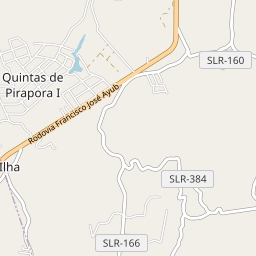 SLR-160
Quintas de
Pirapora I
Rodovia Francisco José Ayub
Ilha
SLR-384
SLR-166